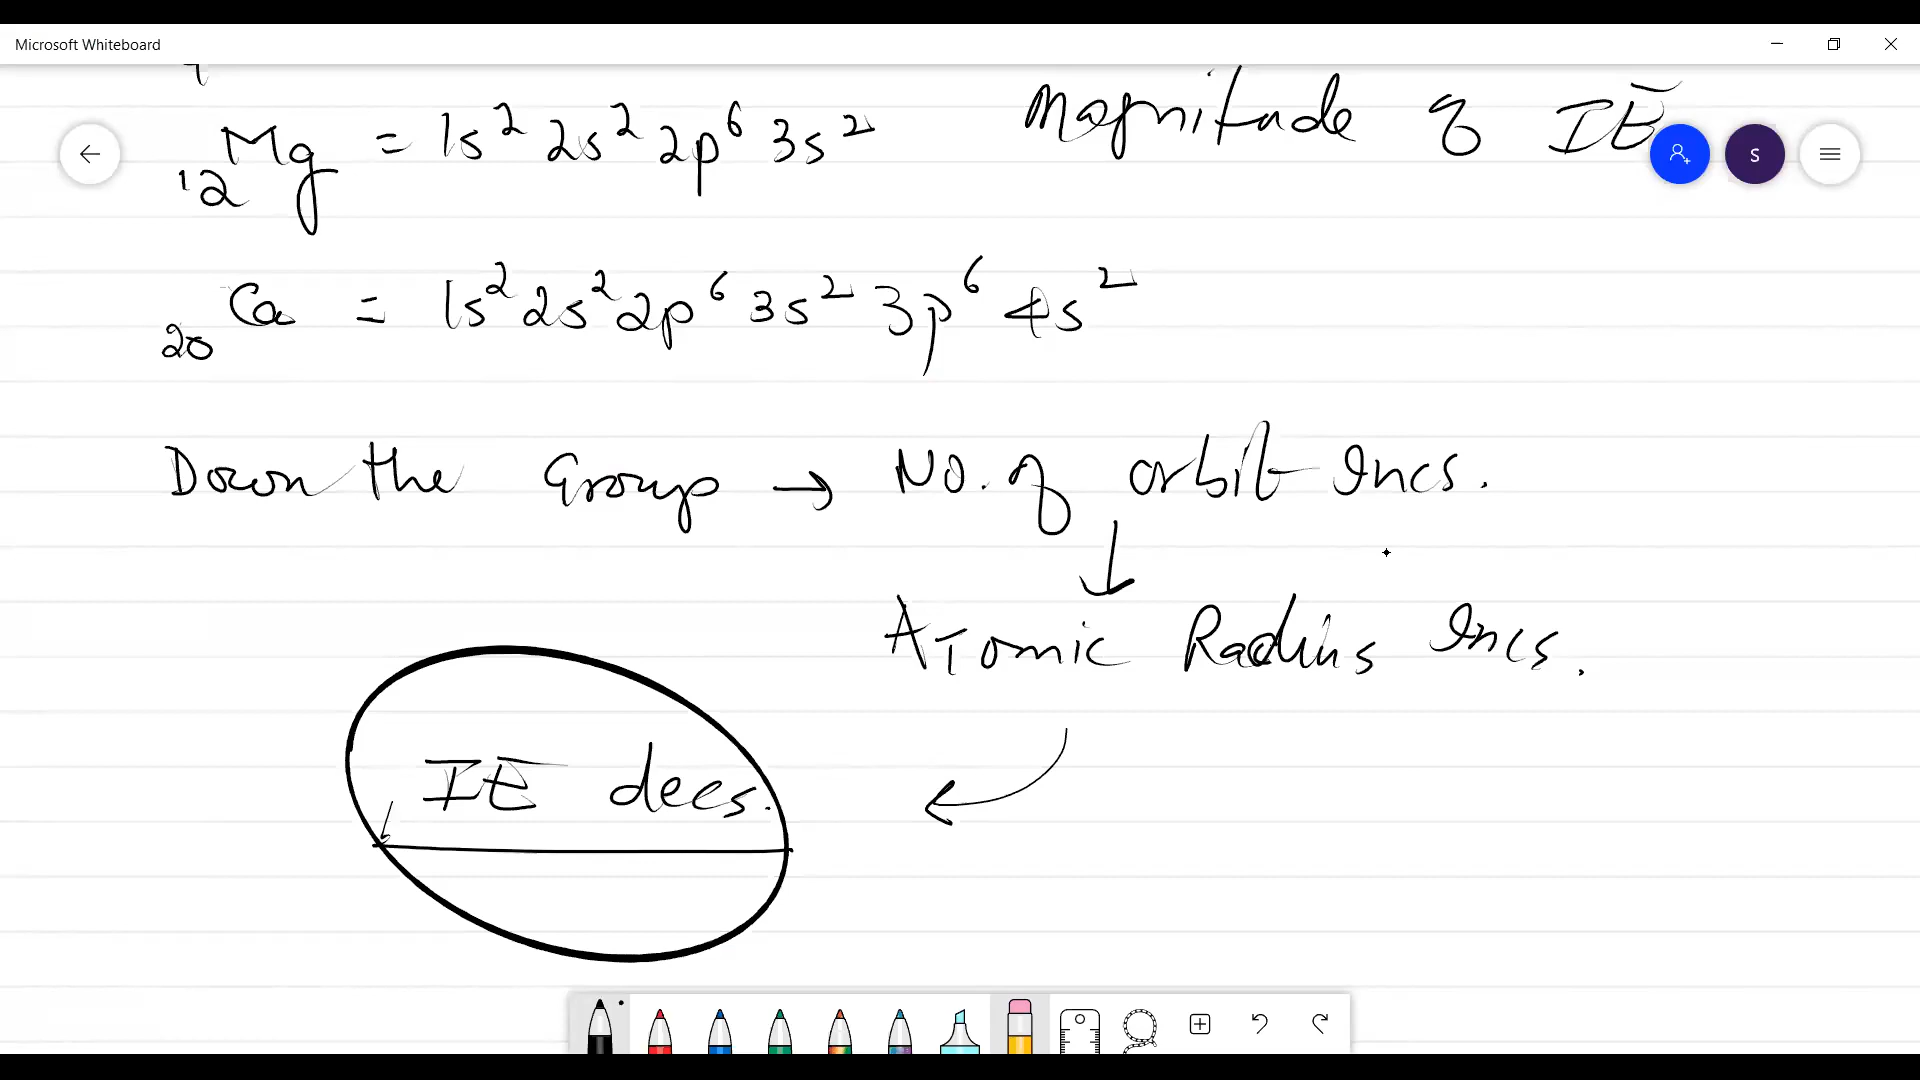 Microsoft Whiteboard
₁₂Mg = 1s² 2s² 2p⁶ 3s²
Magnitude of IE
S
₂₀Ca = 1s² 2s² 2p⁶ 3s² 3p⁶ 4s²
Down the Group → No. of orbit Incs.
↓
Atomic Radius Incs.
IE decs.